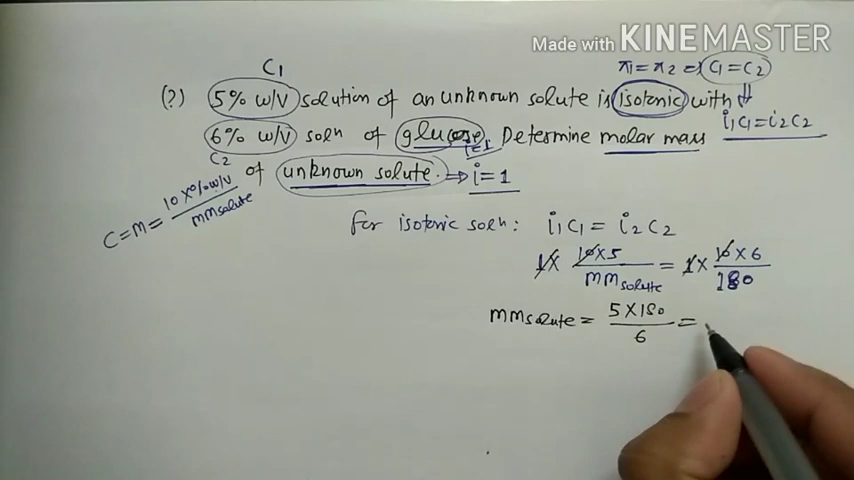 Made with KINEMASTER
C1
π1 = π2 ⇒ C1 = C2
(?) 5% w/v solution of an unknown solute is isotonic with
i1C1 = i2C2
6% w/v soln of glucose. Determine molar mass
i=1
C2
of unknown solute. ⇒ i = 1
C = M = 10 X % w/v / MMsolute
For isotonic soln: i1C1 = i2C2
1 X 10 X 5 / MMsolute = 1 X 10 X 6 / 180
MMsolute = 5 X 180 / 6 =